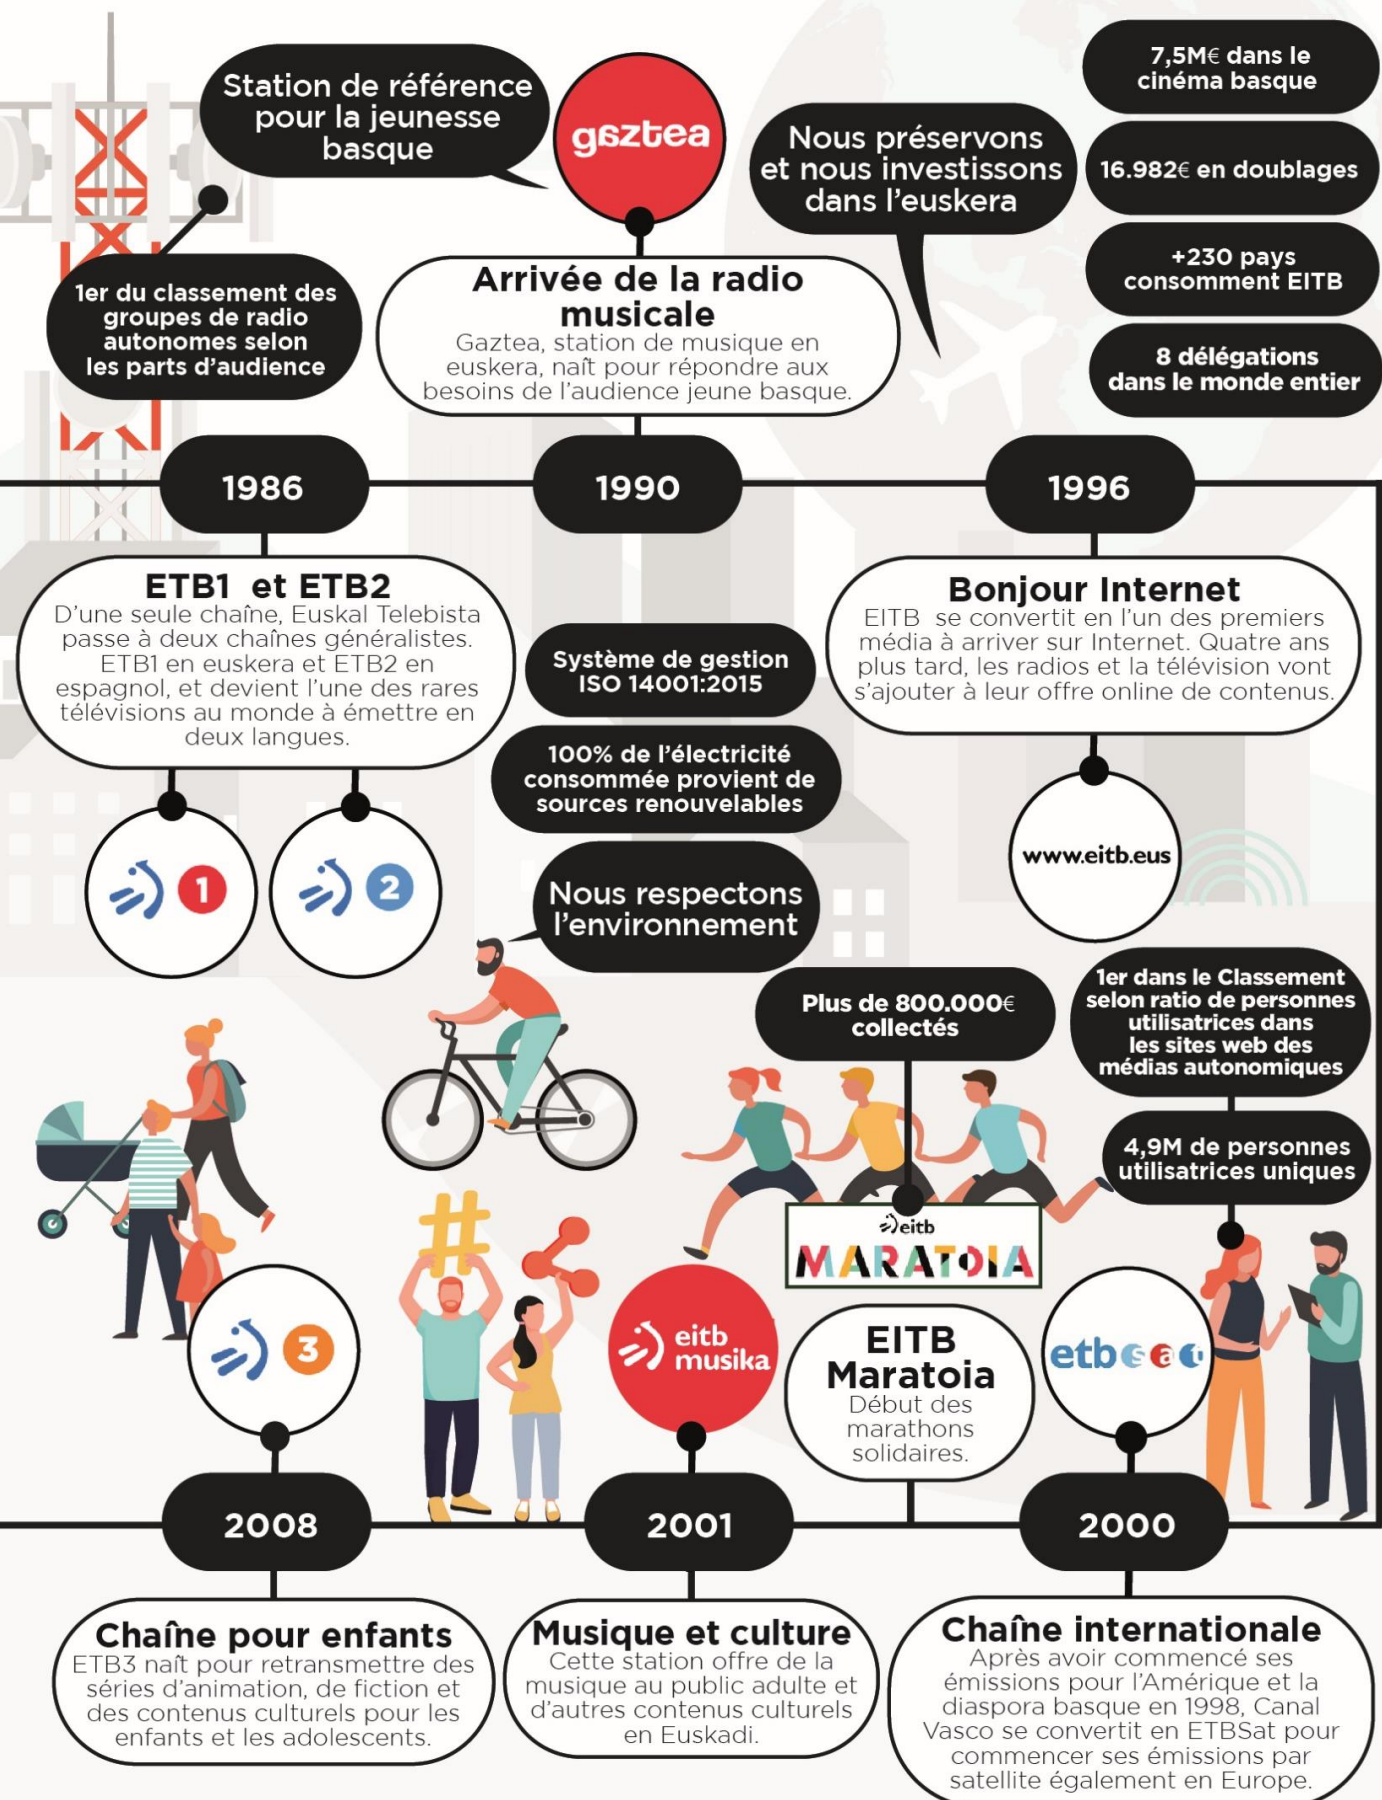 Station de référence
pour la jeunesse
basque
gaztea
7,5M€ dans le
cinéma basque
Nous préservons
et nous investissons
dans l'euskera
16.982€ en doublages
+230 pays
consomment EITB
8 délégations
dans le monde entier
1er du classement des
groupes de radio
autonomes selon
les parts d'audience
Arrivée de la radio
musicale
Gaztea, station de musique en
euskera, naît pour répondre aux
besoins de l'audience jeune basque.
1986
1990
1996
ETB1 et ETB2
D'une seule chaîne, Euskal Telebista
passe à deux chaînes généralistes.
ETB1 en euskera et ETB2 en
espagnol, et devient l'une des rares
télévisions au monde à émettre en
deux langues.
1
2
Système de gestion
ISO 14001:2015
100% de l'électricité
consommée provient de
sources renouvelables
Nous respectons
l'environnement
Bonjour Internet
EITB se convertit en l'un des premiers
média à arriver sur Internet. Quatre ans
plus tard, les radios et la télévision vont
s'ajouter à leur offre online de contenus.
www.eitb.eus
Plus de 800.000€
collectés
1er dans le Classement
selon ratio de personnes
utilisatrices dans
les sites web des
médias autonomiques
4,9M de personnes
utilisatrices uniques
#
eitb
MARATOIA
3
eitb
musika
EITB
Maratoia
Début des
marathons
solidaires.
etbsat
2008
2001
2000
Chaîne pour enfants
ETB3 naît pour retransmettre des
séries d'animation, de fiction et
des contenus culturels pour les
enfants et les adolescents.
Musique et culture
Cette station offre de la
musique au public adulte et
d'autres contenus culturels
en Euskadi.
Chaîne internationale
Après avoir commencé ses
émissions pour l'Amérique et la
diaspora basque en 1998, Canal
Vasco se convertit en ETBSat pour
commencer ses émissions par
satellite également en Europe.